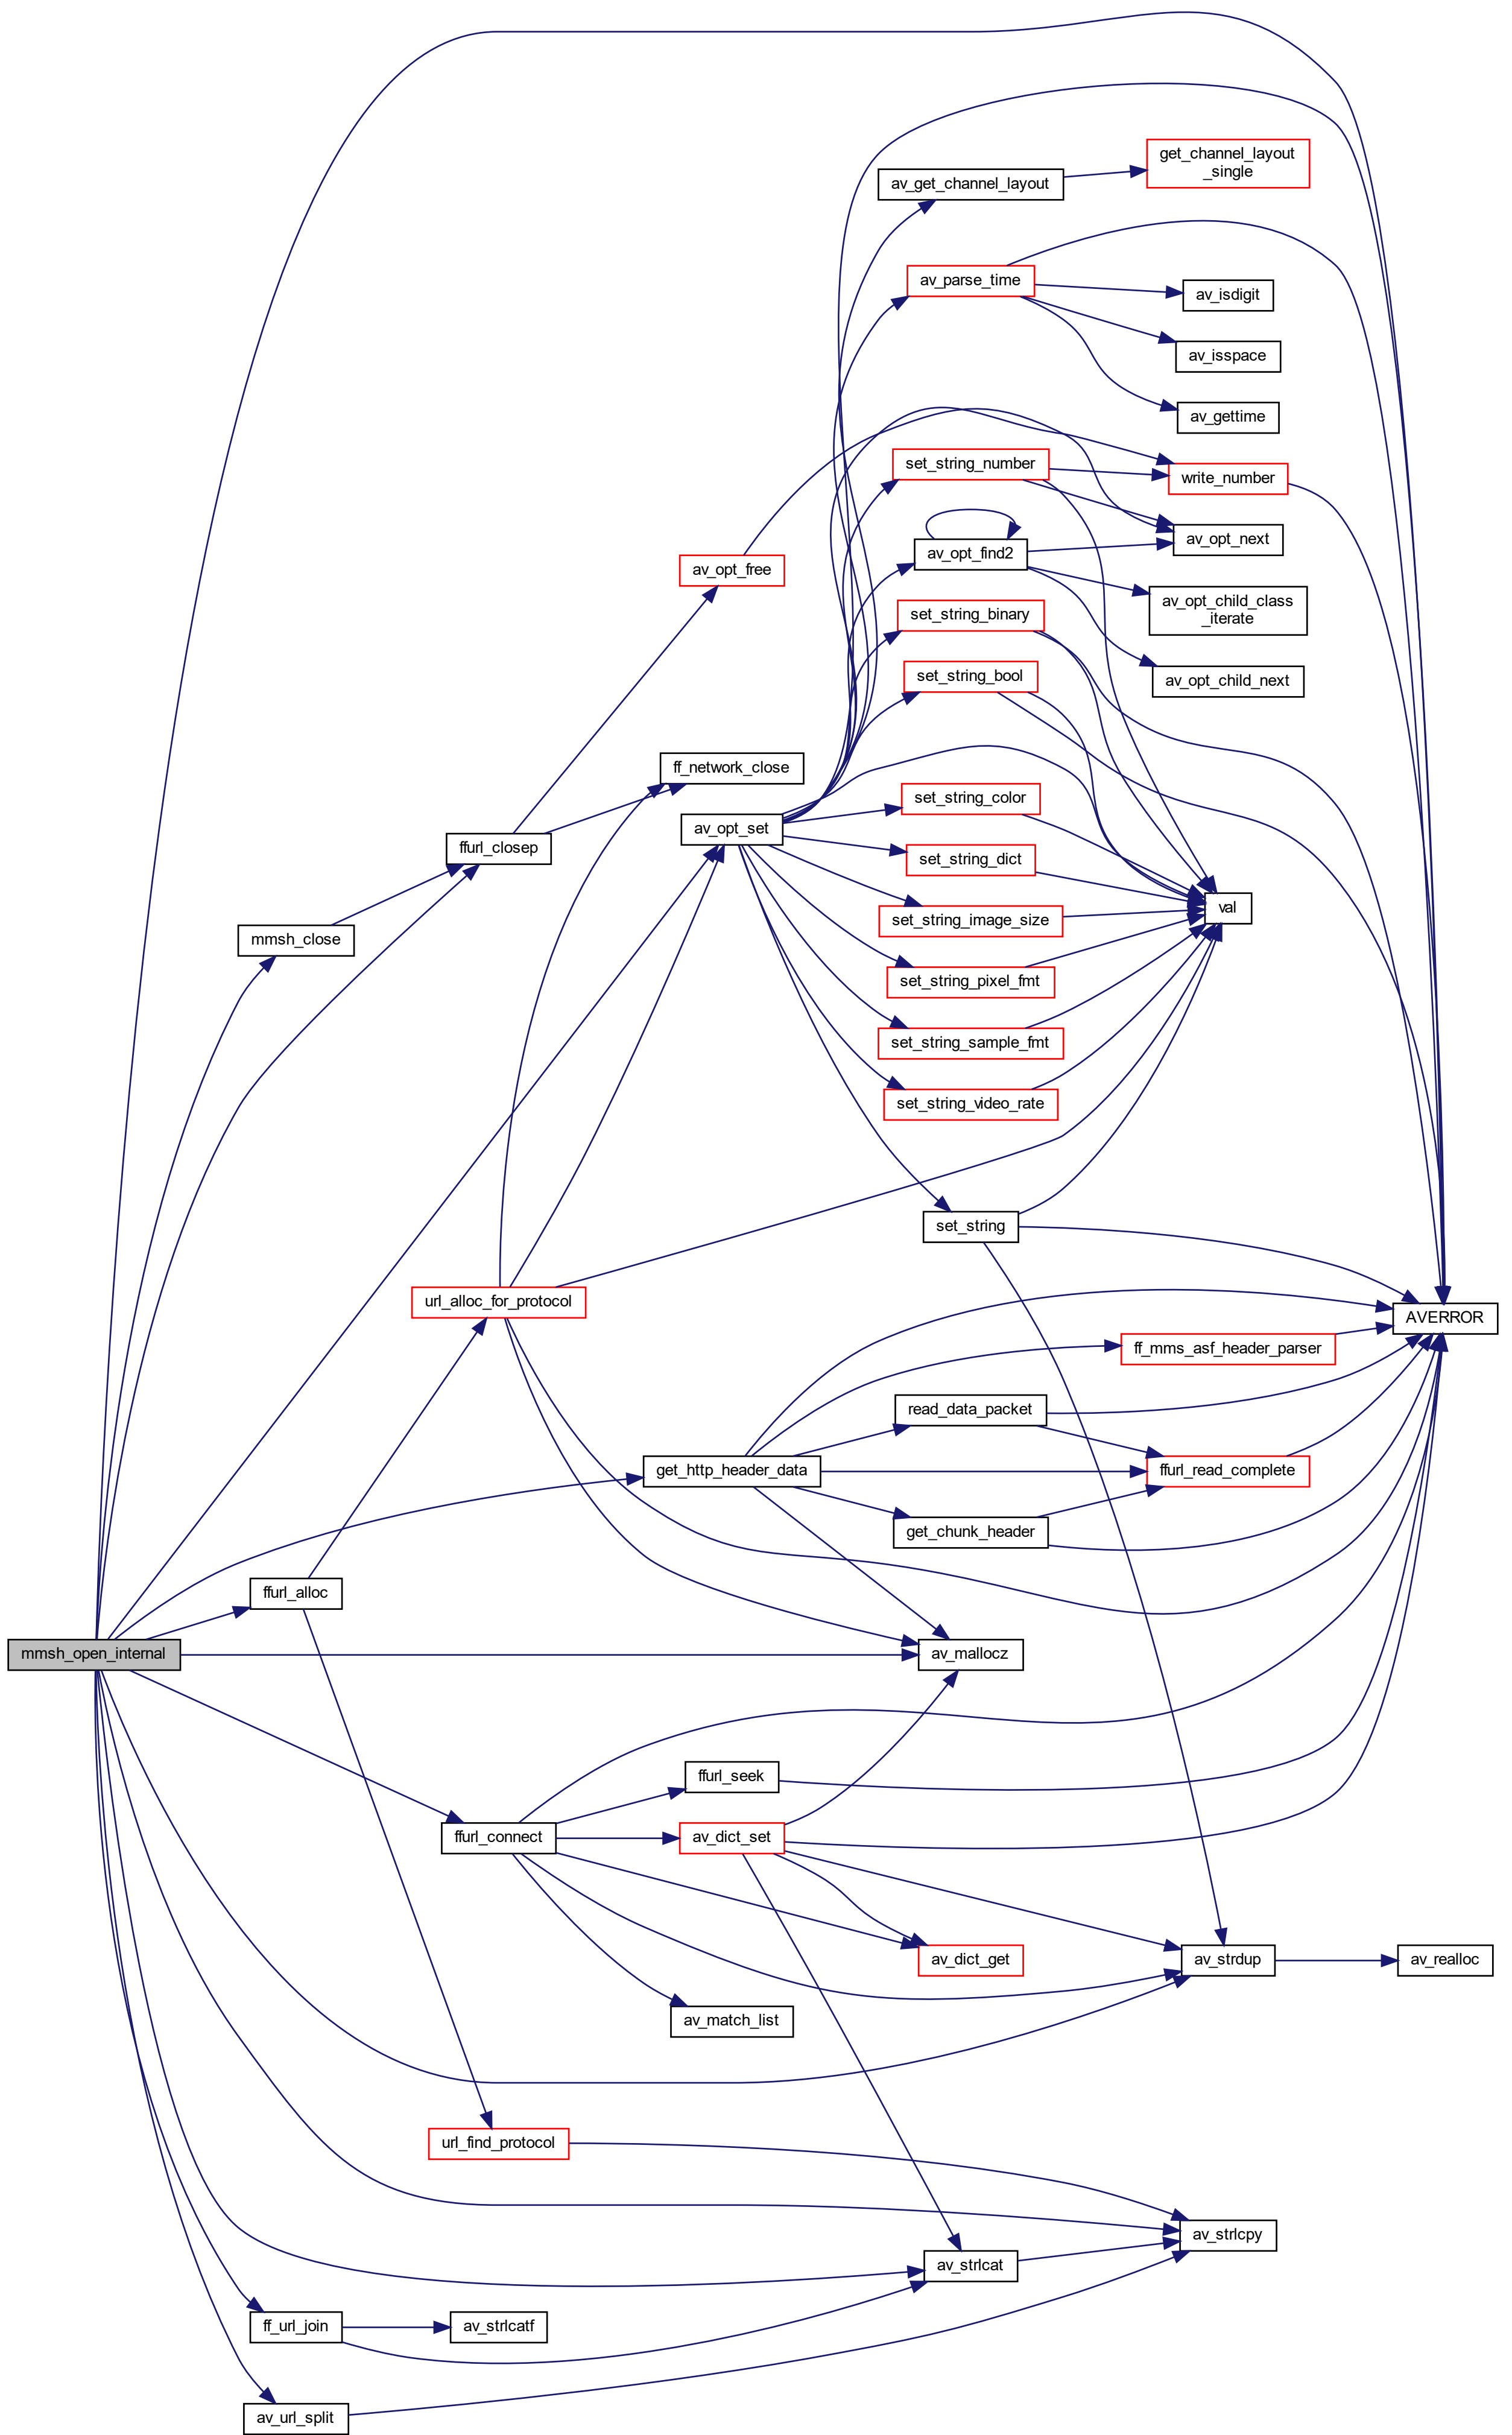 get_channel_layout
_single
av_get_channel_layout
av_parse_time
av_isdigit
av_isspace
av_gettime
set_string_number
write_number
av_opt_next
av_opt_find2
av_opt_free
av_opt_child_class
_iterate
set_string_binary
set_string_bool
av_opt_child_next
ff_network_close
set_string_color
av_opt_set
ffurl_closep
set_string_dict
val
set_string_image_size
mmsh_close
set_string_pixel_fmt
set_string_sample_fmt
set_string_video_rate
set_string
url_alloc_for_protocol
AVERROR
ff_mms_asf_header_parser
read_data_packet
get_http_header_data
ffurl_read_complete
get_chunk_header
ffurl_alloc
mmsh_open_internal
av_mallocz
ffurl_seek
ffurl_connect
av_dict_set
av_dict_get
av_strdup
av_realloc
av_match_list
url_find_protocol
av_strlcpy
av_strlcat
ff_url_join
av_strlcatf
av_url_split